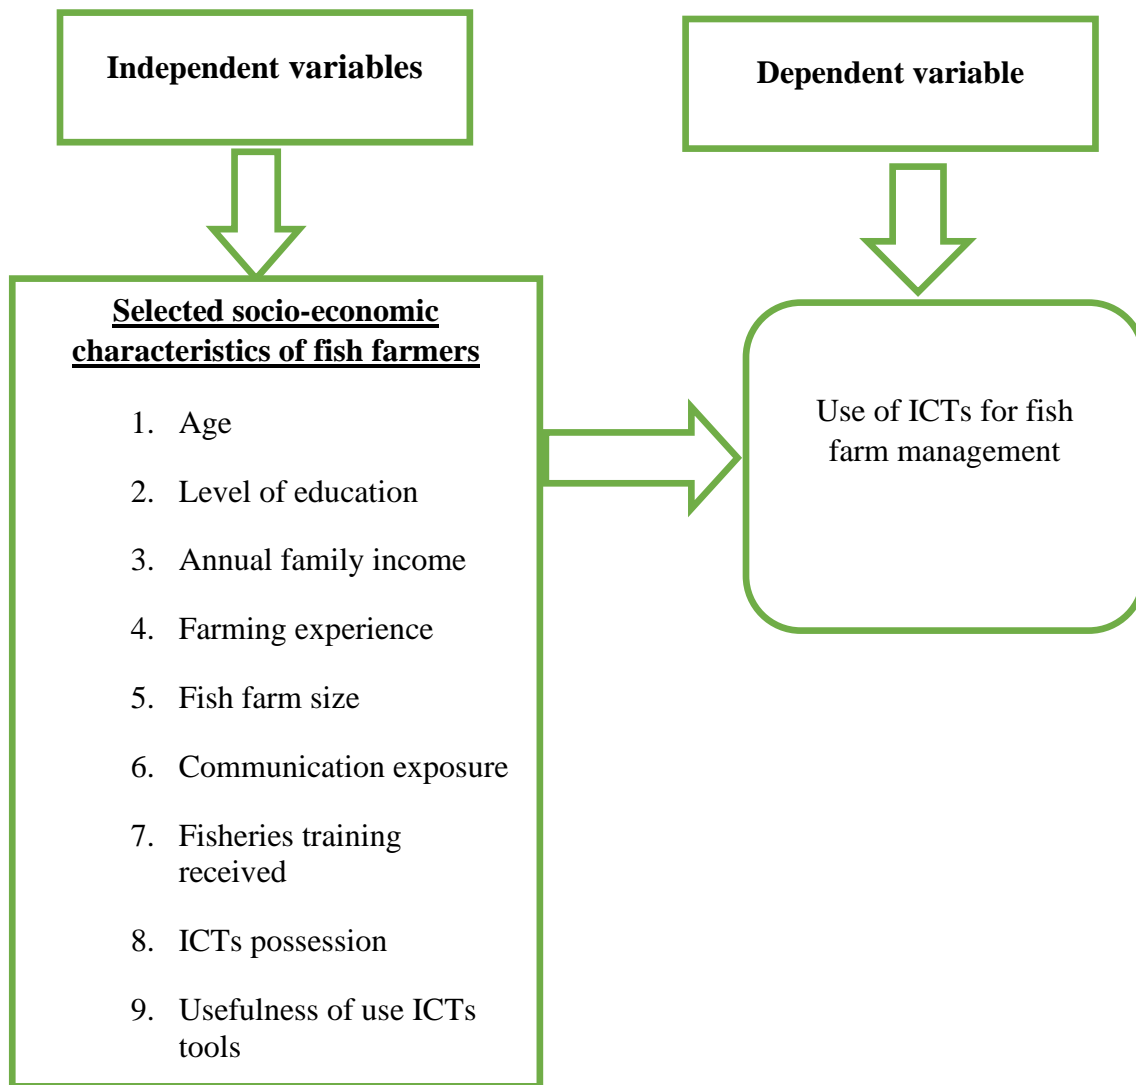 Independent variables
Dependent variable
Selected socio-economic
characteristics of fish farmers
1. Age
2. Level of education
3. Annual family income
4. Farming experience
5. Fish farm size
6. Communication exposure
7. Fisheries training
received
8. ICTs possession
9. Usefulness of use ICTs
tools
Use of ICTs for fish
farm management